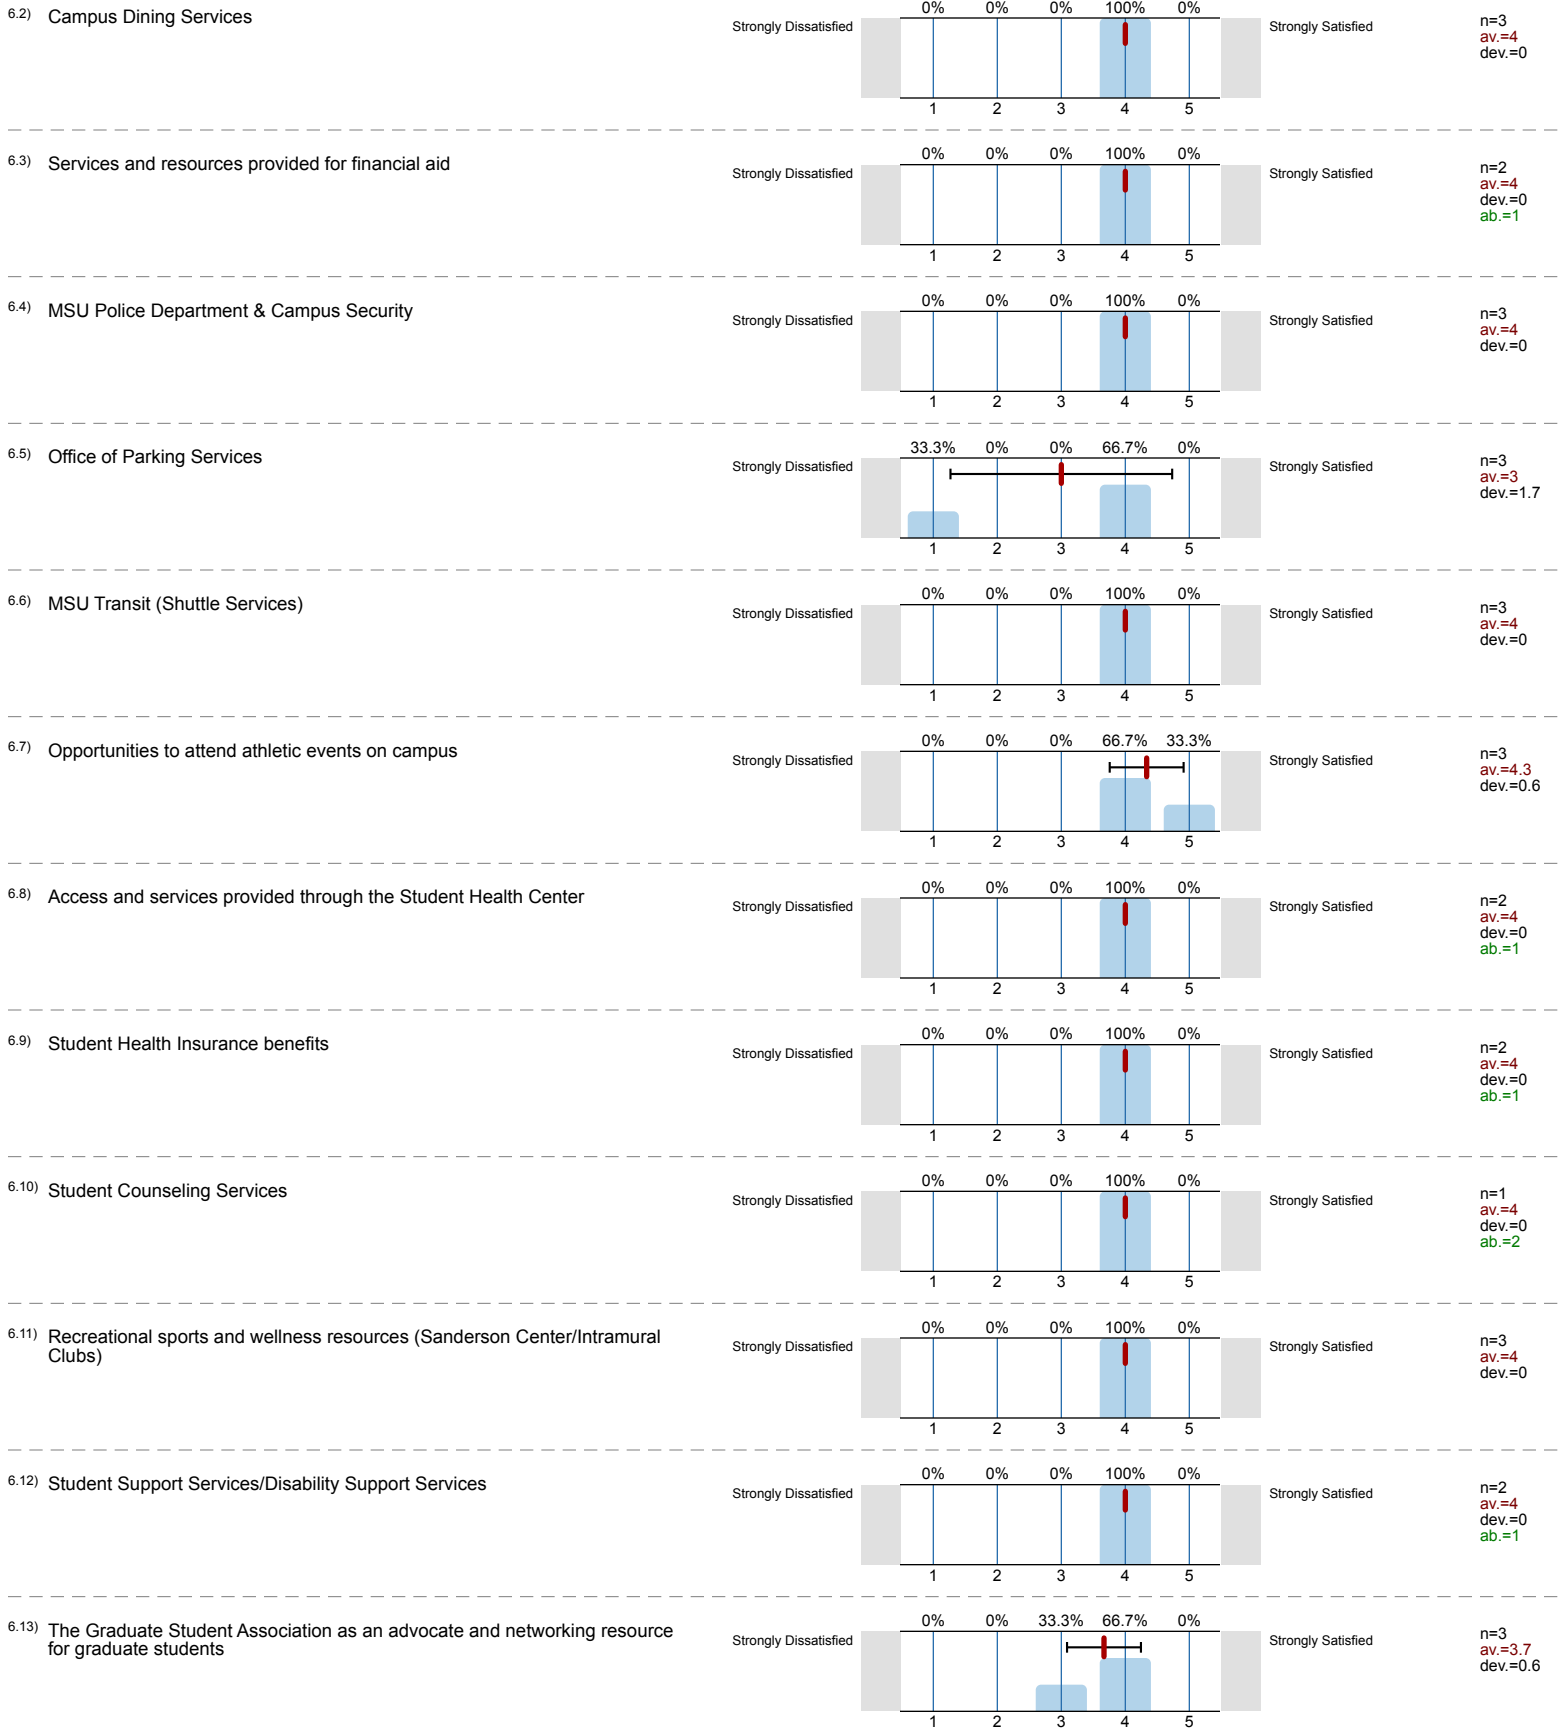 6.2) Campus Dining Services
0% 0% 0% 100% 0%
Strongly Dissatisfied Strongly Satisfied
n=3
av.=4
dev.=0
1 2 3 4 5
6.3) Services and resources provided for financial aid
0% 0% 0% 100% 0%
Strongly Dissatisfied Strongly Satisfied
n=2
av.=4
dev.=0
ab.=1
1 2 3 4 5
6.4) MSU Police Department & Campus Security
0% 0% 0% 100% 0%
Strongly Dissatisfied Strongly Satisfied
n=3
av.=4
dev.=0
1 2 3 4 5
6.5) Office of Parking Services
33.3% 0% 0% 66.7% 0%
Strongly Dissatisfied Strongly Satisfied
n=3
av.=3
dev.=1.7
1 2 3 4 5
6.6) MSU Transit (Shuttle Services)
0% 0% 0% 100% 0%
Strongly Dissatisfied Strongly Satisfied
n=3
av.=4
dev.=0
1 2 3 4 5
6.7) Opportunities to attend athletic events on campus
0% 0% 0% 66.7% 33.3%
Strongly Dissatisfied Strongly Satisfied
n=3
av.=4.3
dev.=0.6
1 2 3 4 5
6.8) Access and services provided through the Student Health Center
0% 0% 0% 100% 0%
Strongly Dissatisfied Strongly Satisfied
n=2
av.=4
dev.=0
ab.=1
1 2 3 4 5
6.9) Student Health Insurance benefits
0% 0% 0% 100% 0%
Strongly Dissatisfied Strongly Satisfied
n=2
av.=4
dev.=0
ab.=1
1 2 3 4 5
6.10) Student Counseling Services
0% 0% 0% 100% 0%
Strongly Dissatisfied Strongly Satisfied
n=1
av.=4
dev.=0
ab.=2
1 2 3 4 5
6.11) Recreational sports and wellness resources (Sanderson Center/Intramural
Clubs)
0% 0% 0% 100% 0%
Strongly Dissatisfied Strongly Satisfied
n=3
av.=4
dev.=0
1 2 3 4 5
6.12) Student Support Services/Disability Support Services
0% 0% 0% 100% 0%
Strongly Dissatisfied Strongly Satisfied
n=2
av.=4
dev.=0
ab.=1
1 2 3 4 5
6.13) The Graduate Student Association as an advocate and networking resource
for graduate students
0% 0% 33.3% 66.7% 0%
Strongly Dissatisfied Strongly Satisfied
n=3
av.=3.7
dev.=0.6
1 2 3 4 5